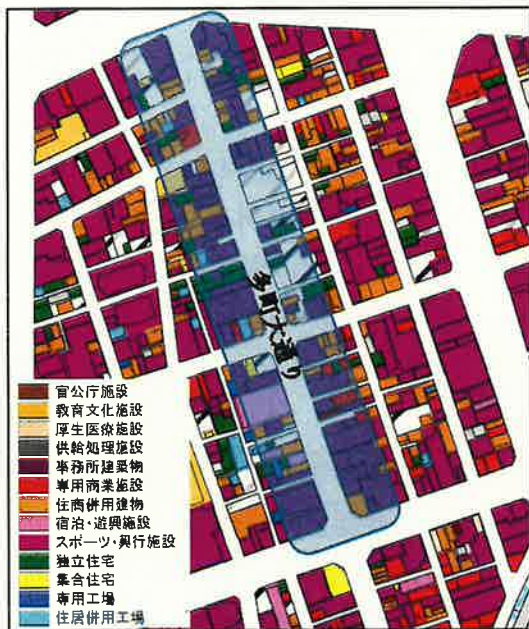 多町大通り
官公庁施設
教育文化施設
厚生医療施設
供給処理施設
事務所建築物
専用商業施設
住商併用建物
宿泊・遊興施設
スポーツ・興行施設
独立住宅
集合住宅
専用工場
住居併用工場